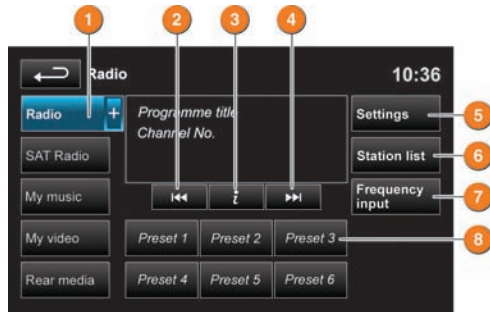 1 2 3 4
Radio 10:36
Radio + Programme title Settings 5
Channel No.
SAT Radio Station list 6
My music i Frequency input 7
My video Preset 1 Preset 2 Preset 3 8
Rear media Preset 4 Preset 5 Preset 6